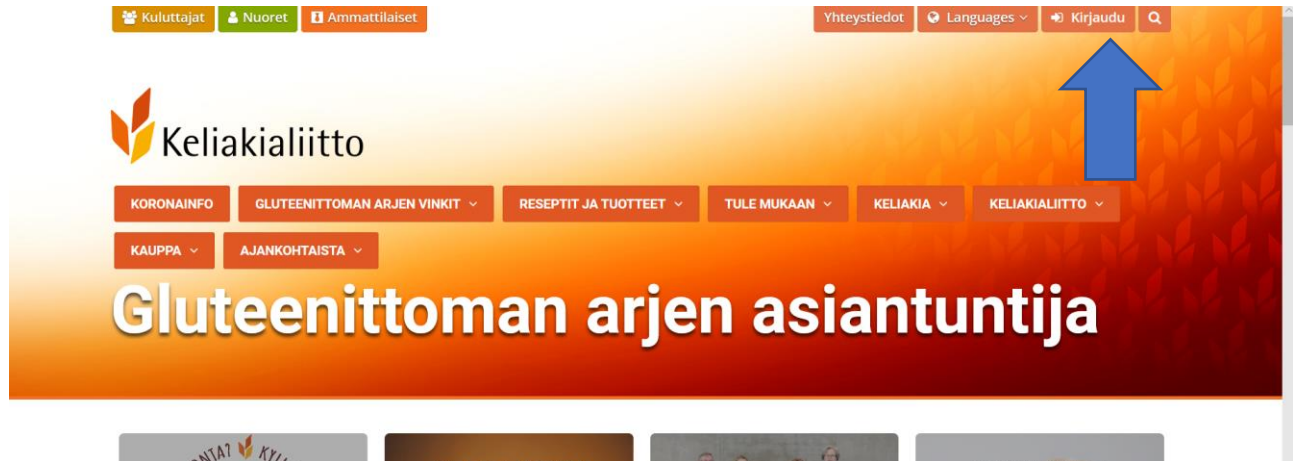 Kuluttajat Nuoret Ammattilaiset Yhteystiedot Languages Kirjaudu
Keliakialiitto
KORONAINFO GLUTEENITTOMAN ARJEN VINKIT RESEPTIT JA TUOTTEET TULE MUKAAN KELIAKIA KELIAKIALIITTO
KAUPPA AJANKOHTAISTA
Gluteenittoman arjen asiantuntija